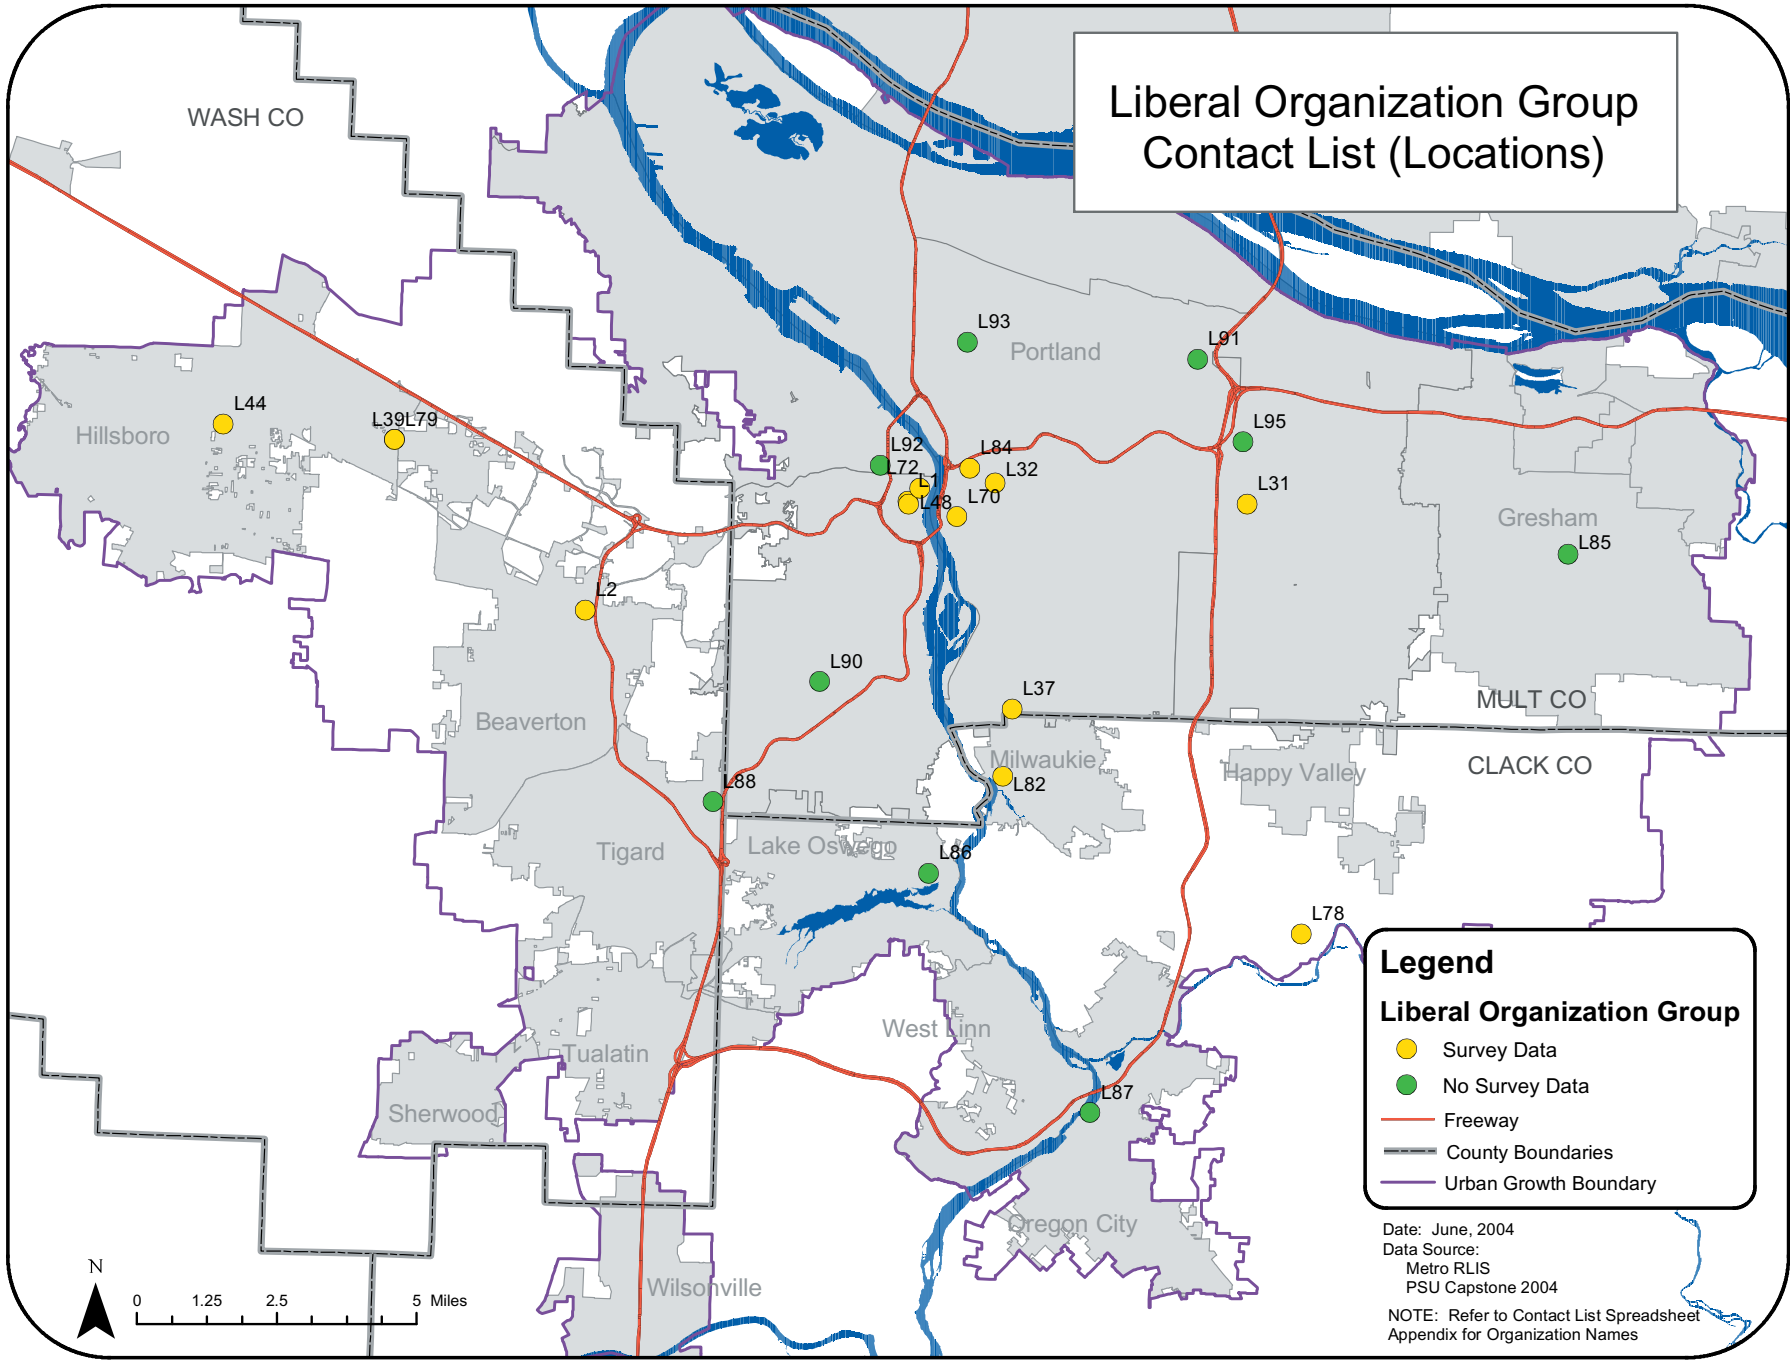 Liberal Organization Group
Contact List (Locations)
WASH CO
L93
Portland
L91
L44
L39L79
Hillsboro
L92
L84
L95
L72
L1
L32
L48
L70
L31
Gresham
L85
L2
L90
L37
MULT CO
Beaverton
Milwaukie
Happy Valley
CLACK CO
L88
L82
Tigard
Lake Oswego
L86
L78
West Linn
Tualatin
Sherwood
L87
Oregon City
Wilsonville
Legend
Liberal Organization Group
Survey Data
No Survey Data
Freeway
County Boundaries
Urban Growth Boundary
Date: June, 2004
Data Source:
Metro RLIS
PSU Capstone 2004
NOTE: Refer to Contact List Spreadsheet
Appendix for Organization Names
N
0 1.25 2.5 5 Miles